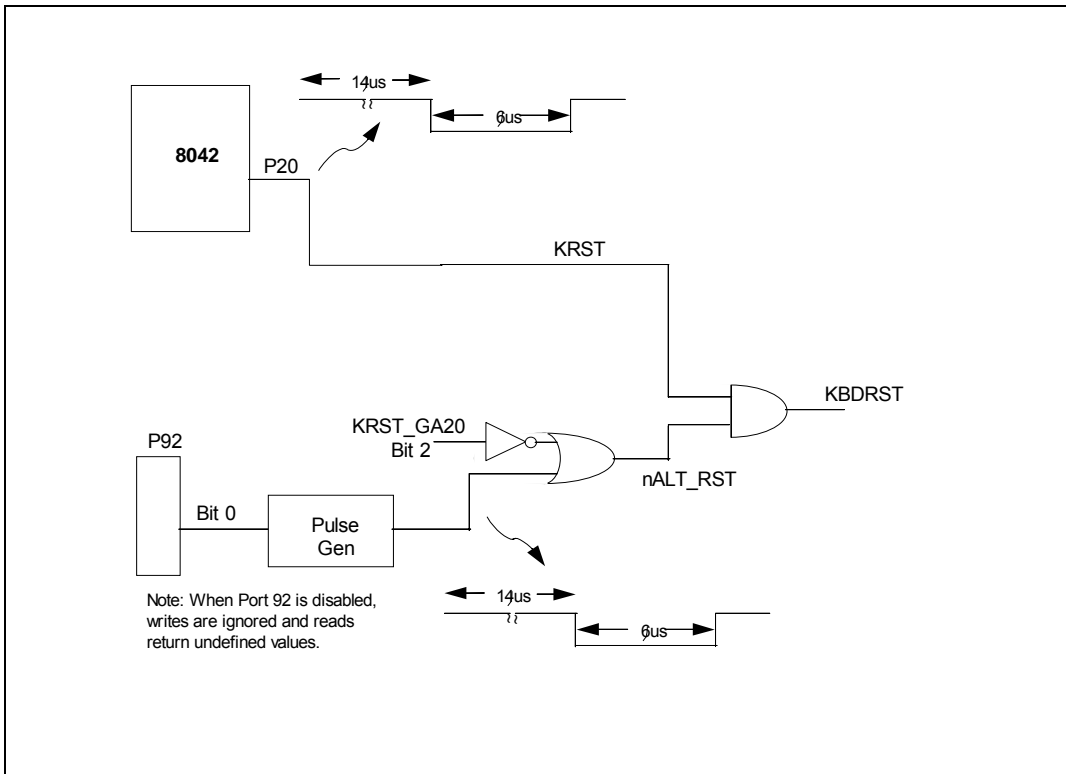 14us
6us
8042
P20
KRST
KBDRST
KRST_GA20
Bit 2
nALT_RST
P92
Bit 0
Pulse
Gen
14us
6us
Note: When Port 92 is disabled,
writes are ignored and reads
return undefined values.